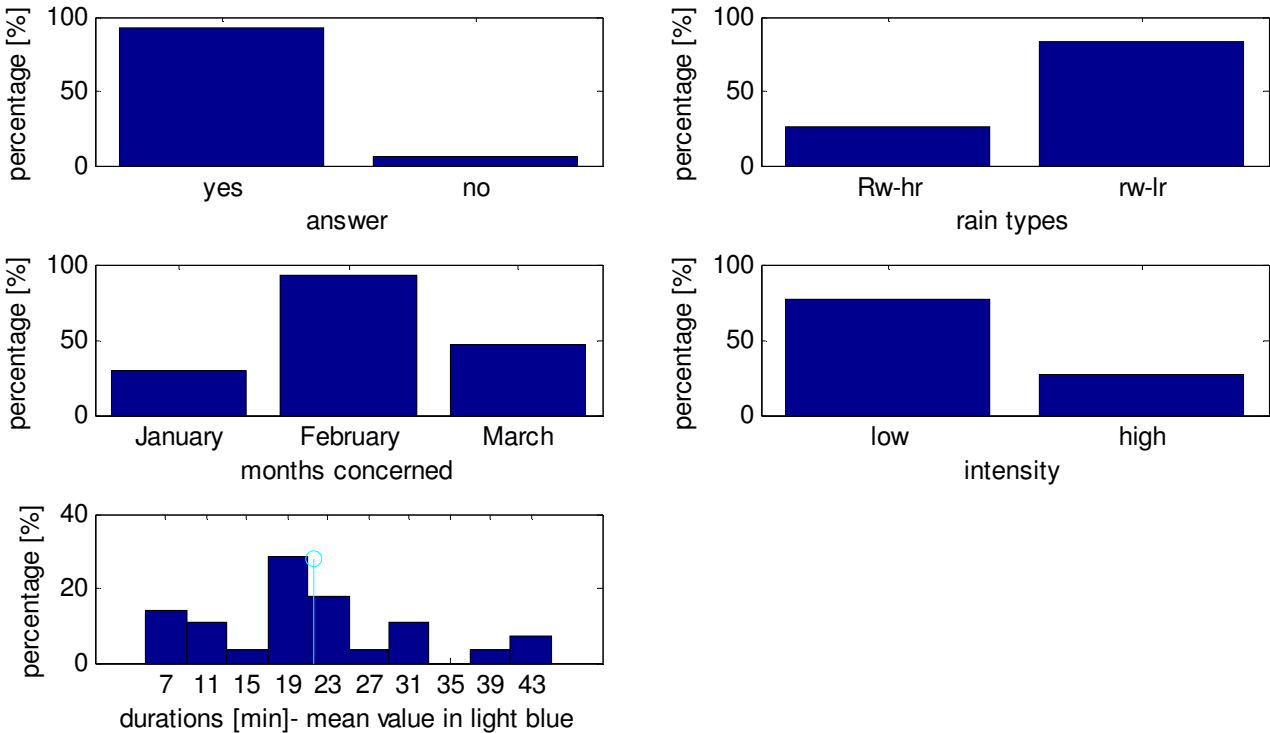 percentage [%]
100
50
0
yes
no
answer
percentage [%]
100
50
0
Rw-hr
rw-lr
rain types
percentage [%]
100
50
0
January
February
March
months concerned
percentage [%]
100
50
0
low
high
intensity
percentage [%]
40
20
0
7 11 15 19 23 27 31 35 39 43
durations [min]- mean value in light blue